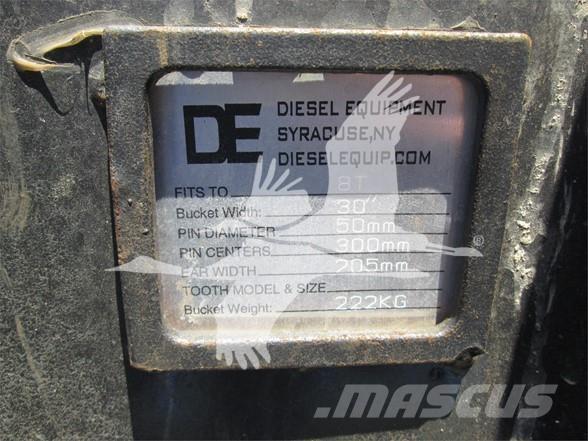 DE
DIESEL EQUIPMENT
SYRACUSE,NY
DIESELEQUIP.COM
FITS TO 8T
Bucket Width: 30"
PIN DIAMETER 50mm
PIN CENTERS 300mm
EAR WIDTH 205mm
TOOTH MODEL & SIZE
Bucket Weight: 222KG
®
MASCUS